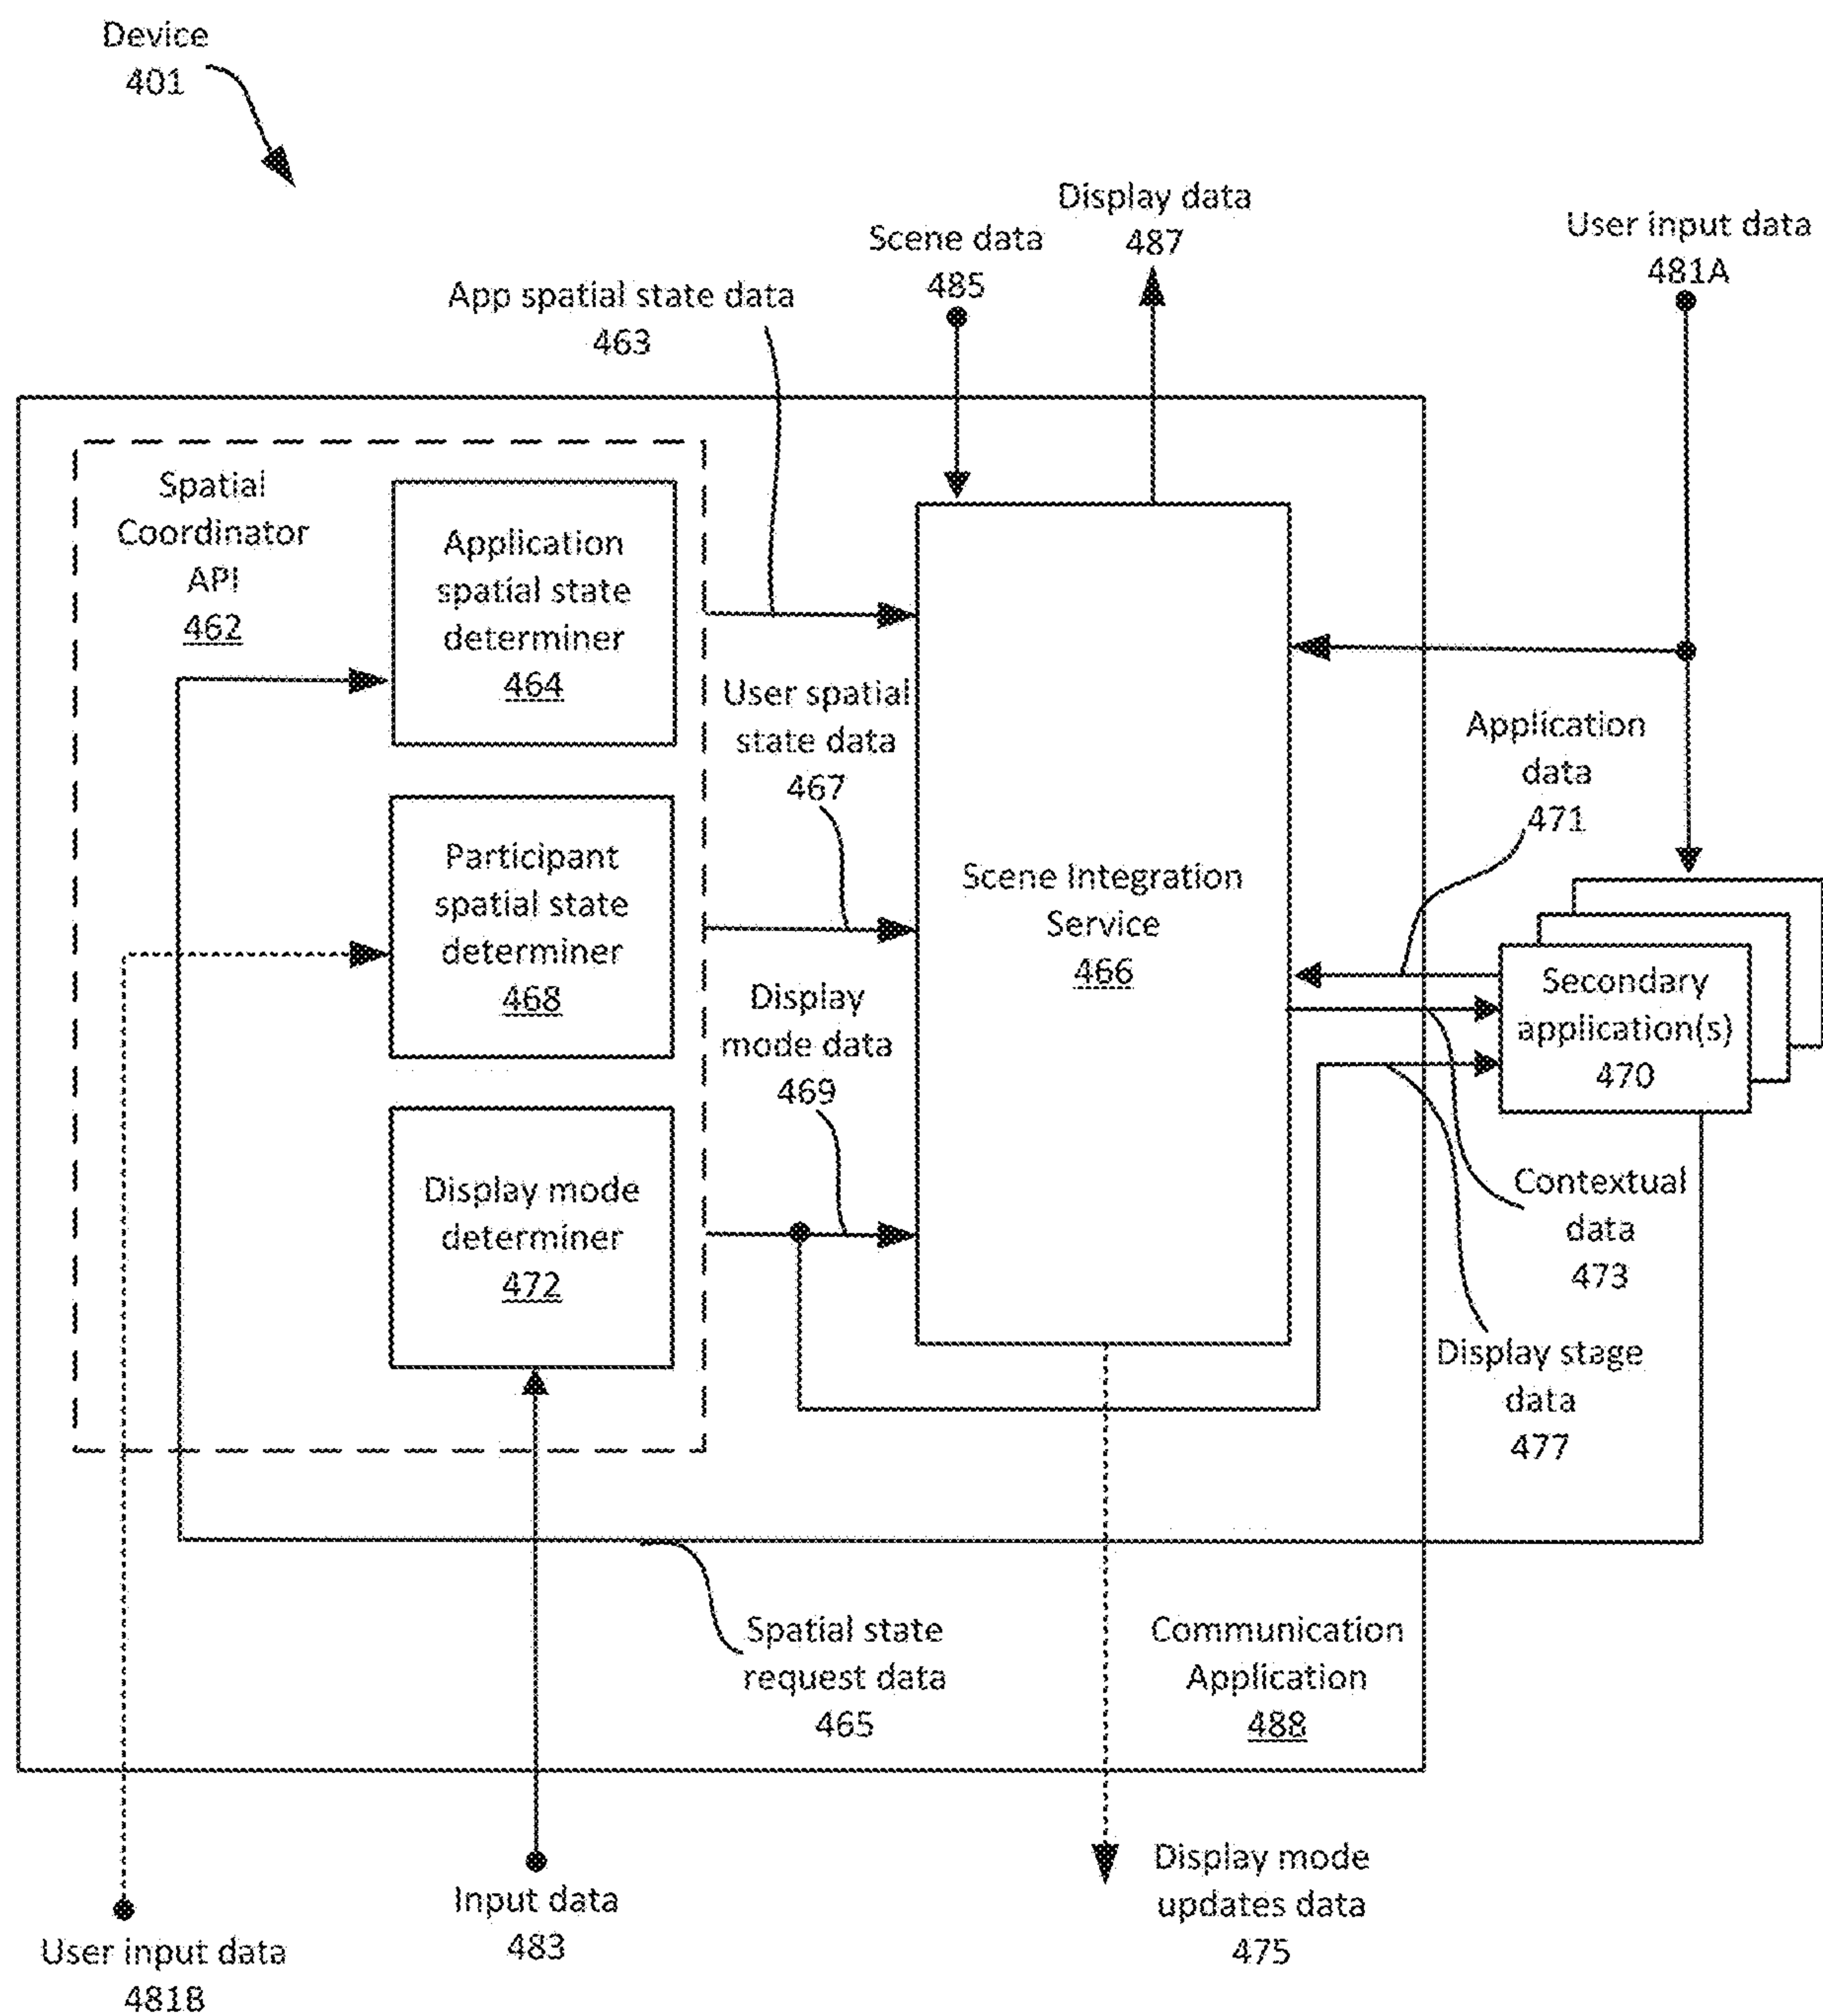 Device
401
Display data
487
Scene data
485
User input data
481A
App spatial state data
463
Spatial
Coordinator
API
462
Application
spatial state
determiner
464
User spatial
state data
467
Application
data
471
Participant
spatial state
determiner
468
Scene Integration
Service
466
Secondary
application(s)
470
Display
mode data
469
Display mode
determiner
472
Contextual
data
473
Display stage
data
477
Spatial state
request data
465
Communication
Application
488
Input data
483
Display mode
updates data
475
User input data
481B